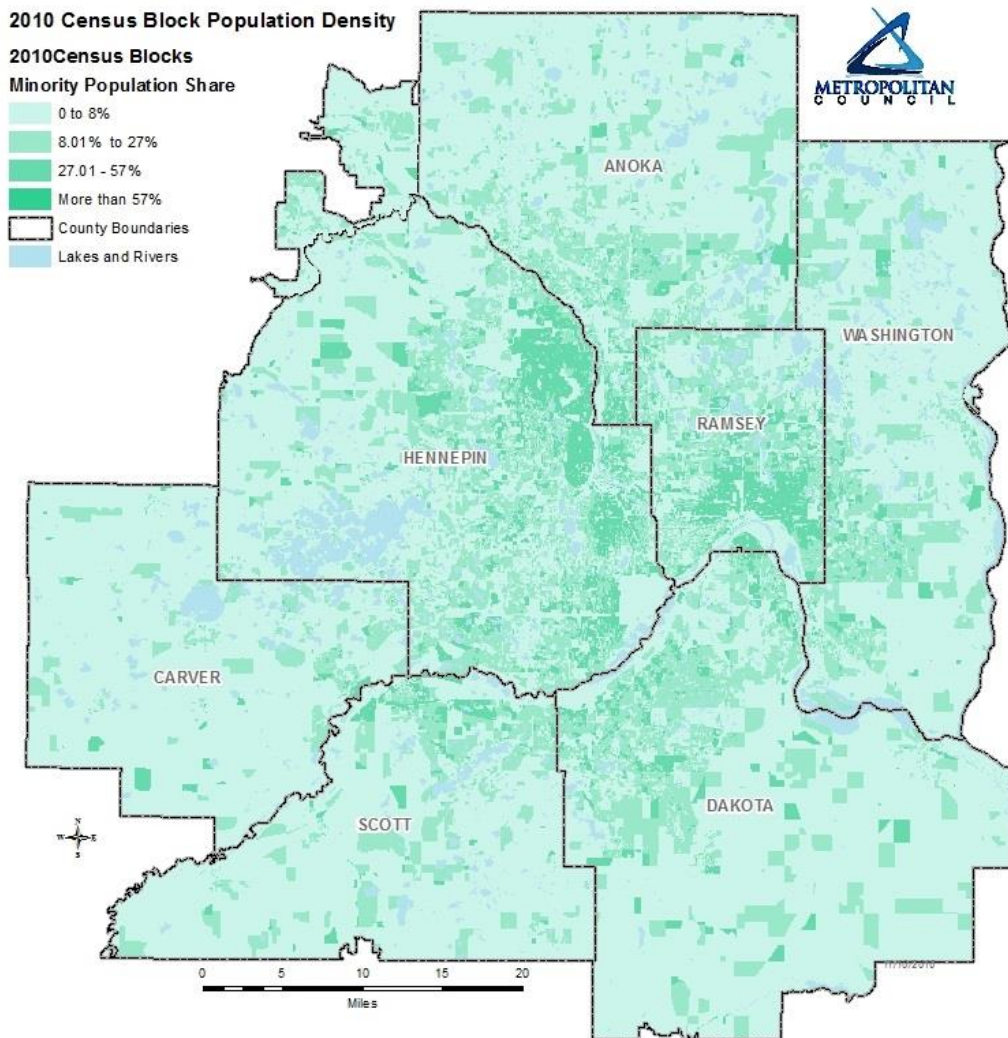 2010 Census Block Population Density
2010Census Blocks
Minority Population Share
0 to 8%
8.01% to 27%
27.01 - 57%
More than 57%
County Boundaries
Lakes and Rivers
METROPOLITAN
COUNCIL
ANOKA
WASHINGTON
RAMSEY
HENNEPIN
CARVER
DAKOTA
SCOTT
N
W E
S
0 5 10 15 20
Miles